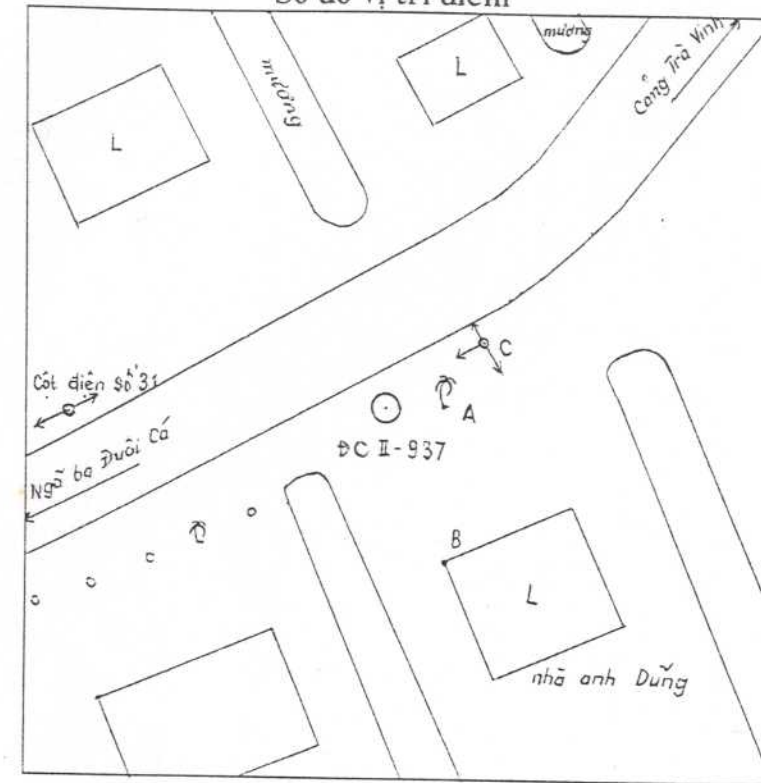 Sơ đồ vị trí điểm
mương
L
Cảng Trà Vinh
mương
L
C
Cột điện số 31
A
ĐC II-937
Ngã ba Đuôi Cá
B
L
nhà anh Dũng